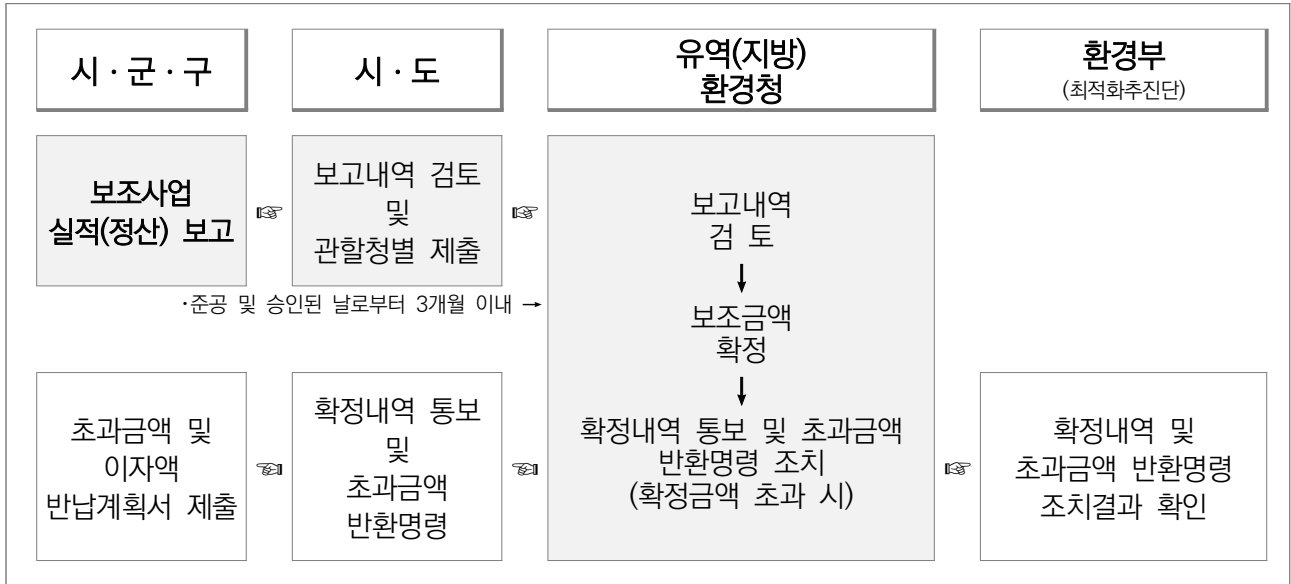 시·군·구
시·도
유역(지방)
환경청
환경부
(최적화추진단)
보조사업
실적(정산) 보고
☞
보고내역 검토
및
관할청별 제출
☞
보고내역
검 토
↓
보조금액
확정
↓
확정내역 통보 및 초과금액
반환명령 조치
(확정금액 초과 시)
·준공 및 승인된 날로부터 3개월 이내 →
초과금액 및
이자액
반납계획서 제출
☜
확정내역 통보
및
초과금액
반환명령
☜
☞
확정내역 및
초과금액 반환명령
조치결과 확인